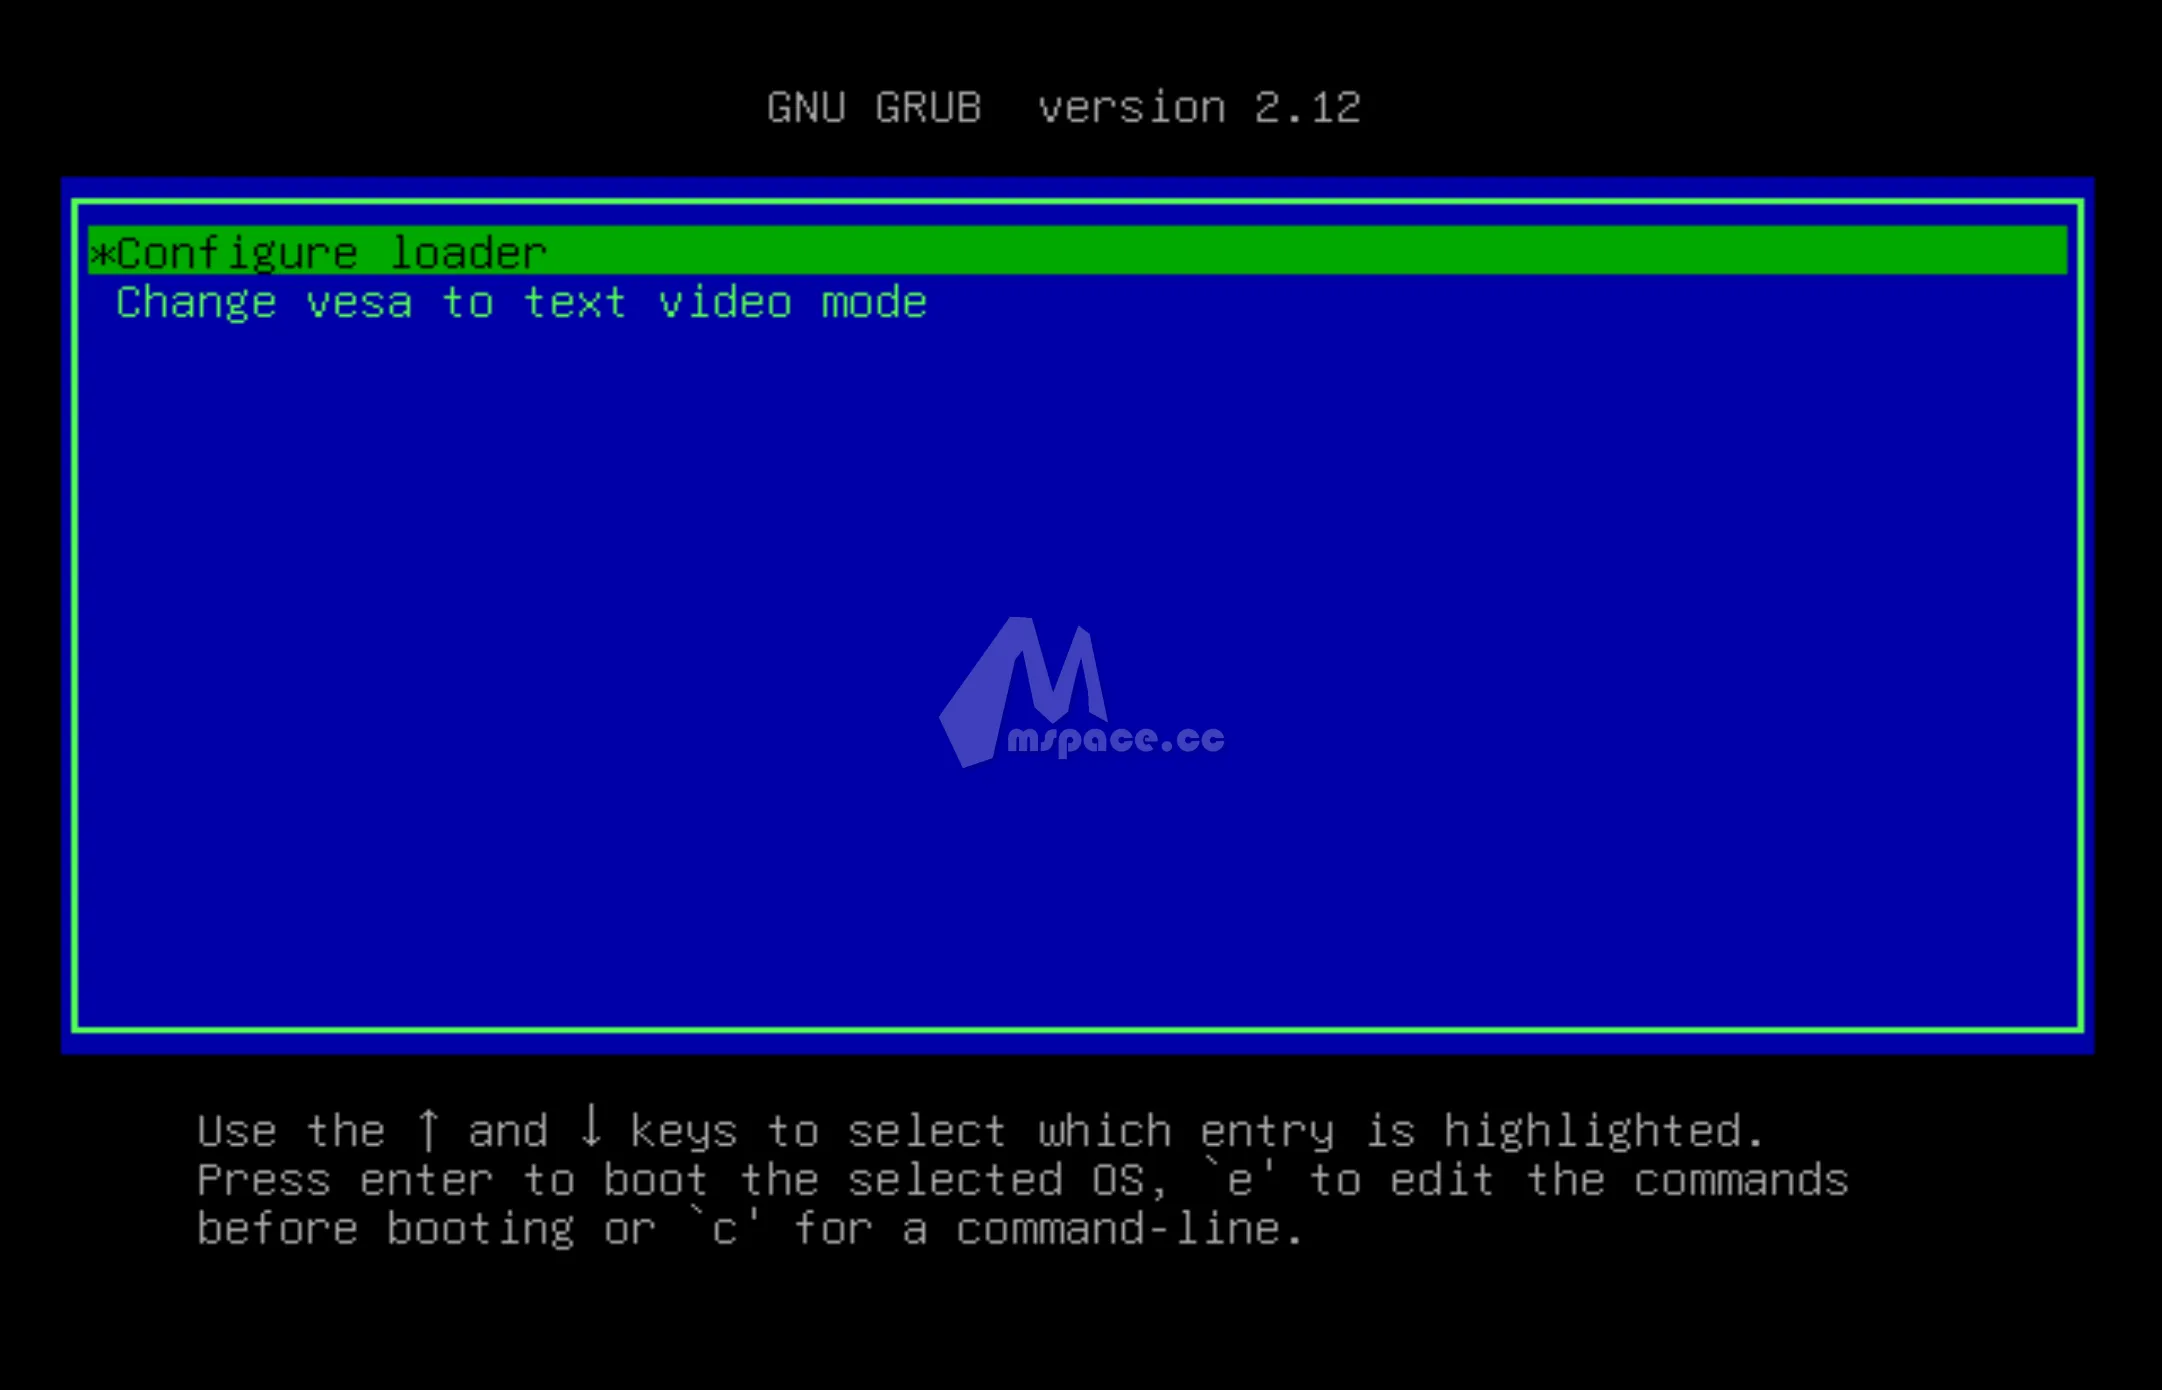 GNU GRUB  version 2.12
*Configure loader
Change vesa to text video mode
mspace.cc
Use the ↑ and ↓ keys to select which entry is highlighted.
Press enter to boot the selected OS, `e' to edit the commands
before booting or `c' for a command-line.